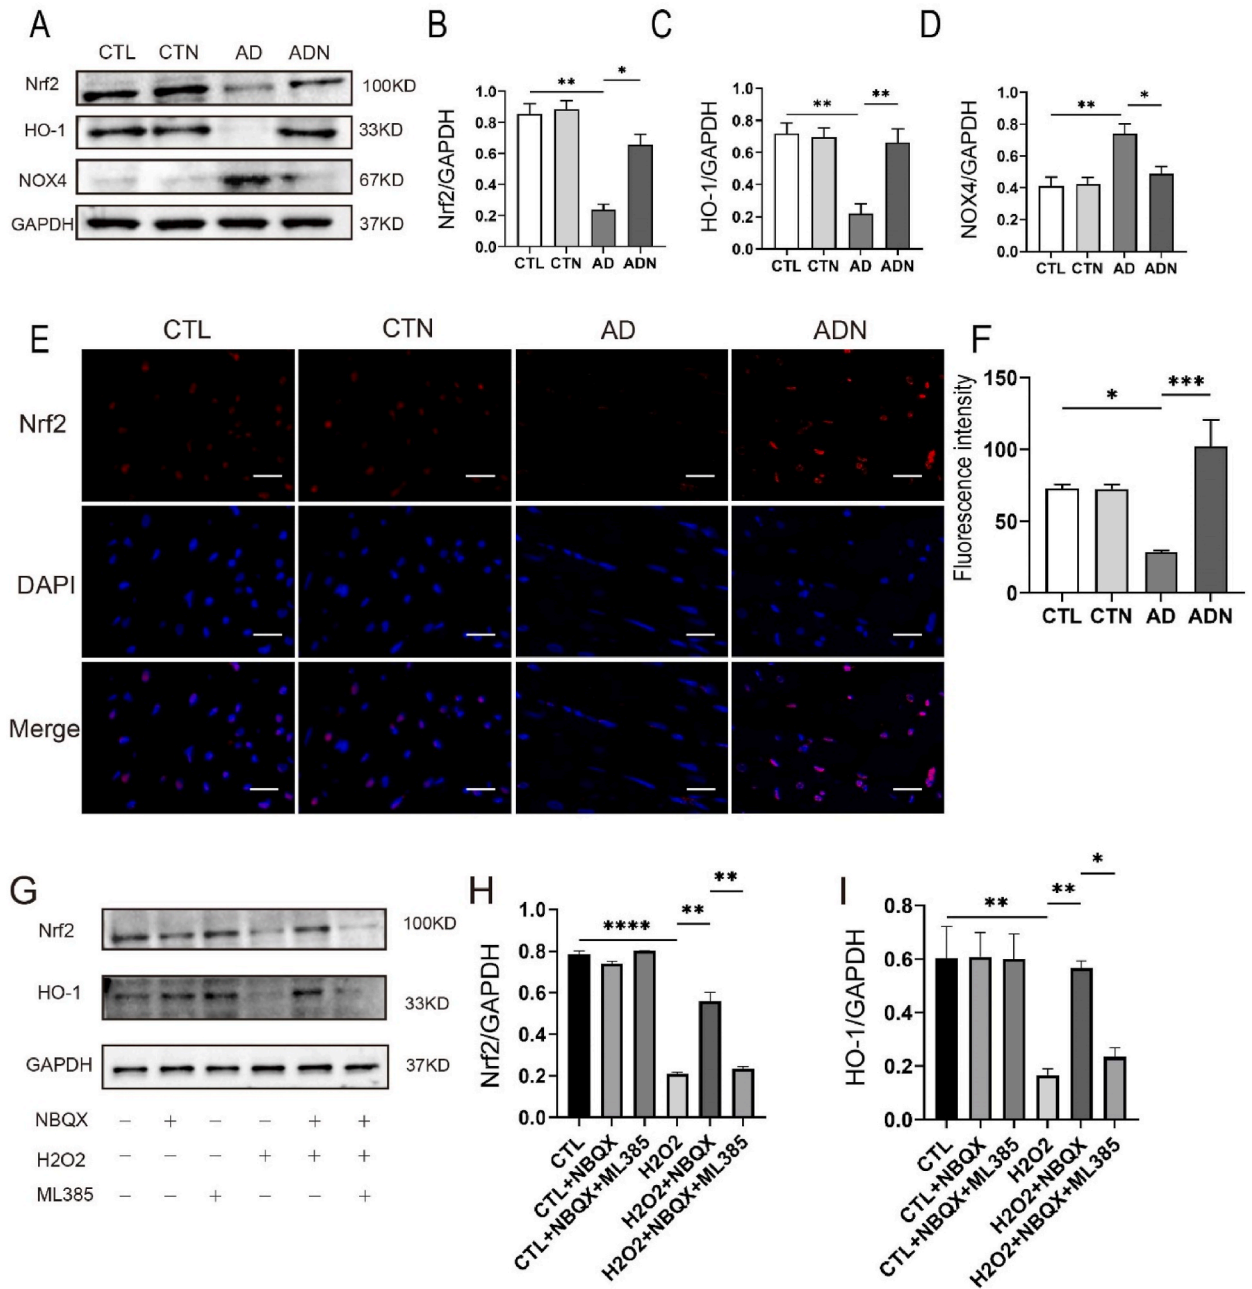 A
CTL CTN AD ADN
Nrf2 100KD
HO-1 33KD
NOX4 67KD
GAPDH 37KD
B
** *
Nrf2/GAPDH
1.0
0.8
0.6
0.4
0.2
0.0
CTL CTN AD ADN
C
** **
HO-1/GAPDH
1.0
0.8
0.6
0.4
0.2
0.0
CTL CTN AD ADN
D
** *
NOX4/GAPDH
1.0
0.8
0.6
0.4
0.2
0.0
CTL CTN AD ADN
E
CTL CTN AD ADN
Nrf2
DAPI
Merge
F
* ***
Fluorescence intensity
150
100
50
0
CTL CTN AD ADN
G
Nrf2 100KD
HO-1 33KD
GAPDH 37KD
NBQX − + − − + +
H2O2 − − − + + +
ML385 − − + − − +
H
**** ** **
Nrf2/GAPDH
1.0
0.8
0.6
0.4
0.2
0.0
CTL
CTL+NBQX
CTL+NBQX+ML385
H2O2
H2O2+NBQX
H2O2+NBQX+ML385
I
** ** *
HO-1/GAPDH
0.8
0.6
0.4
0.2
0.0
CTL
CTL+NBQX
CTL+NBQX+ML385
H2O2
H2O2+NBQX
H2O2+NBQX+ML385